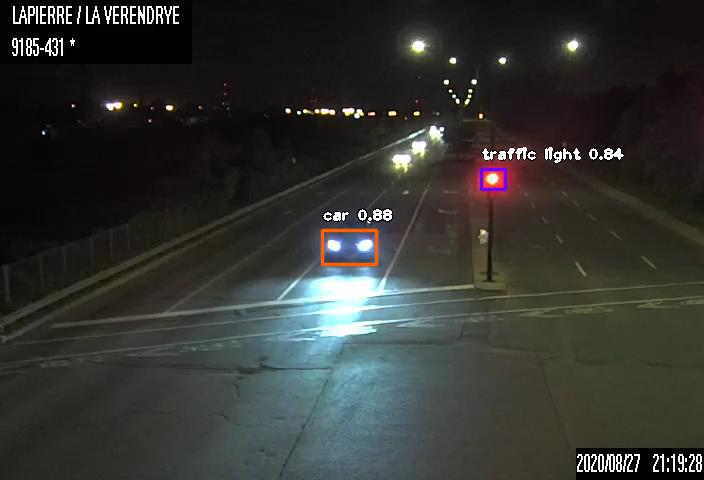 LAPIERRE / LA VERENDRYE
9185-431 *
traffic light 0.84
car 0.88
2020/08/27 21:19:28